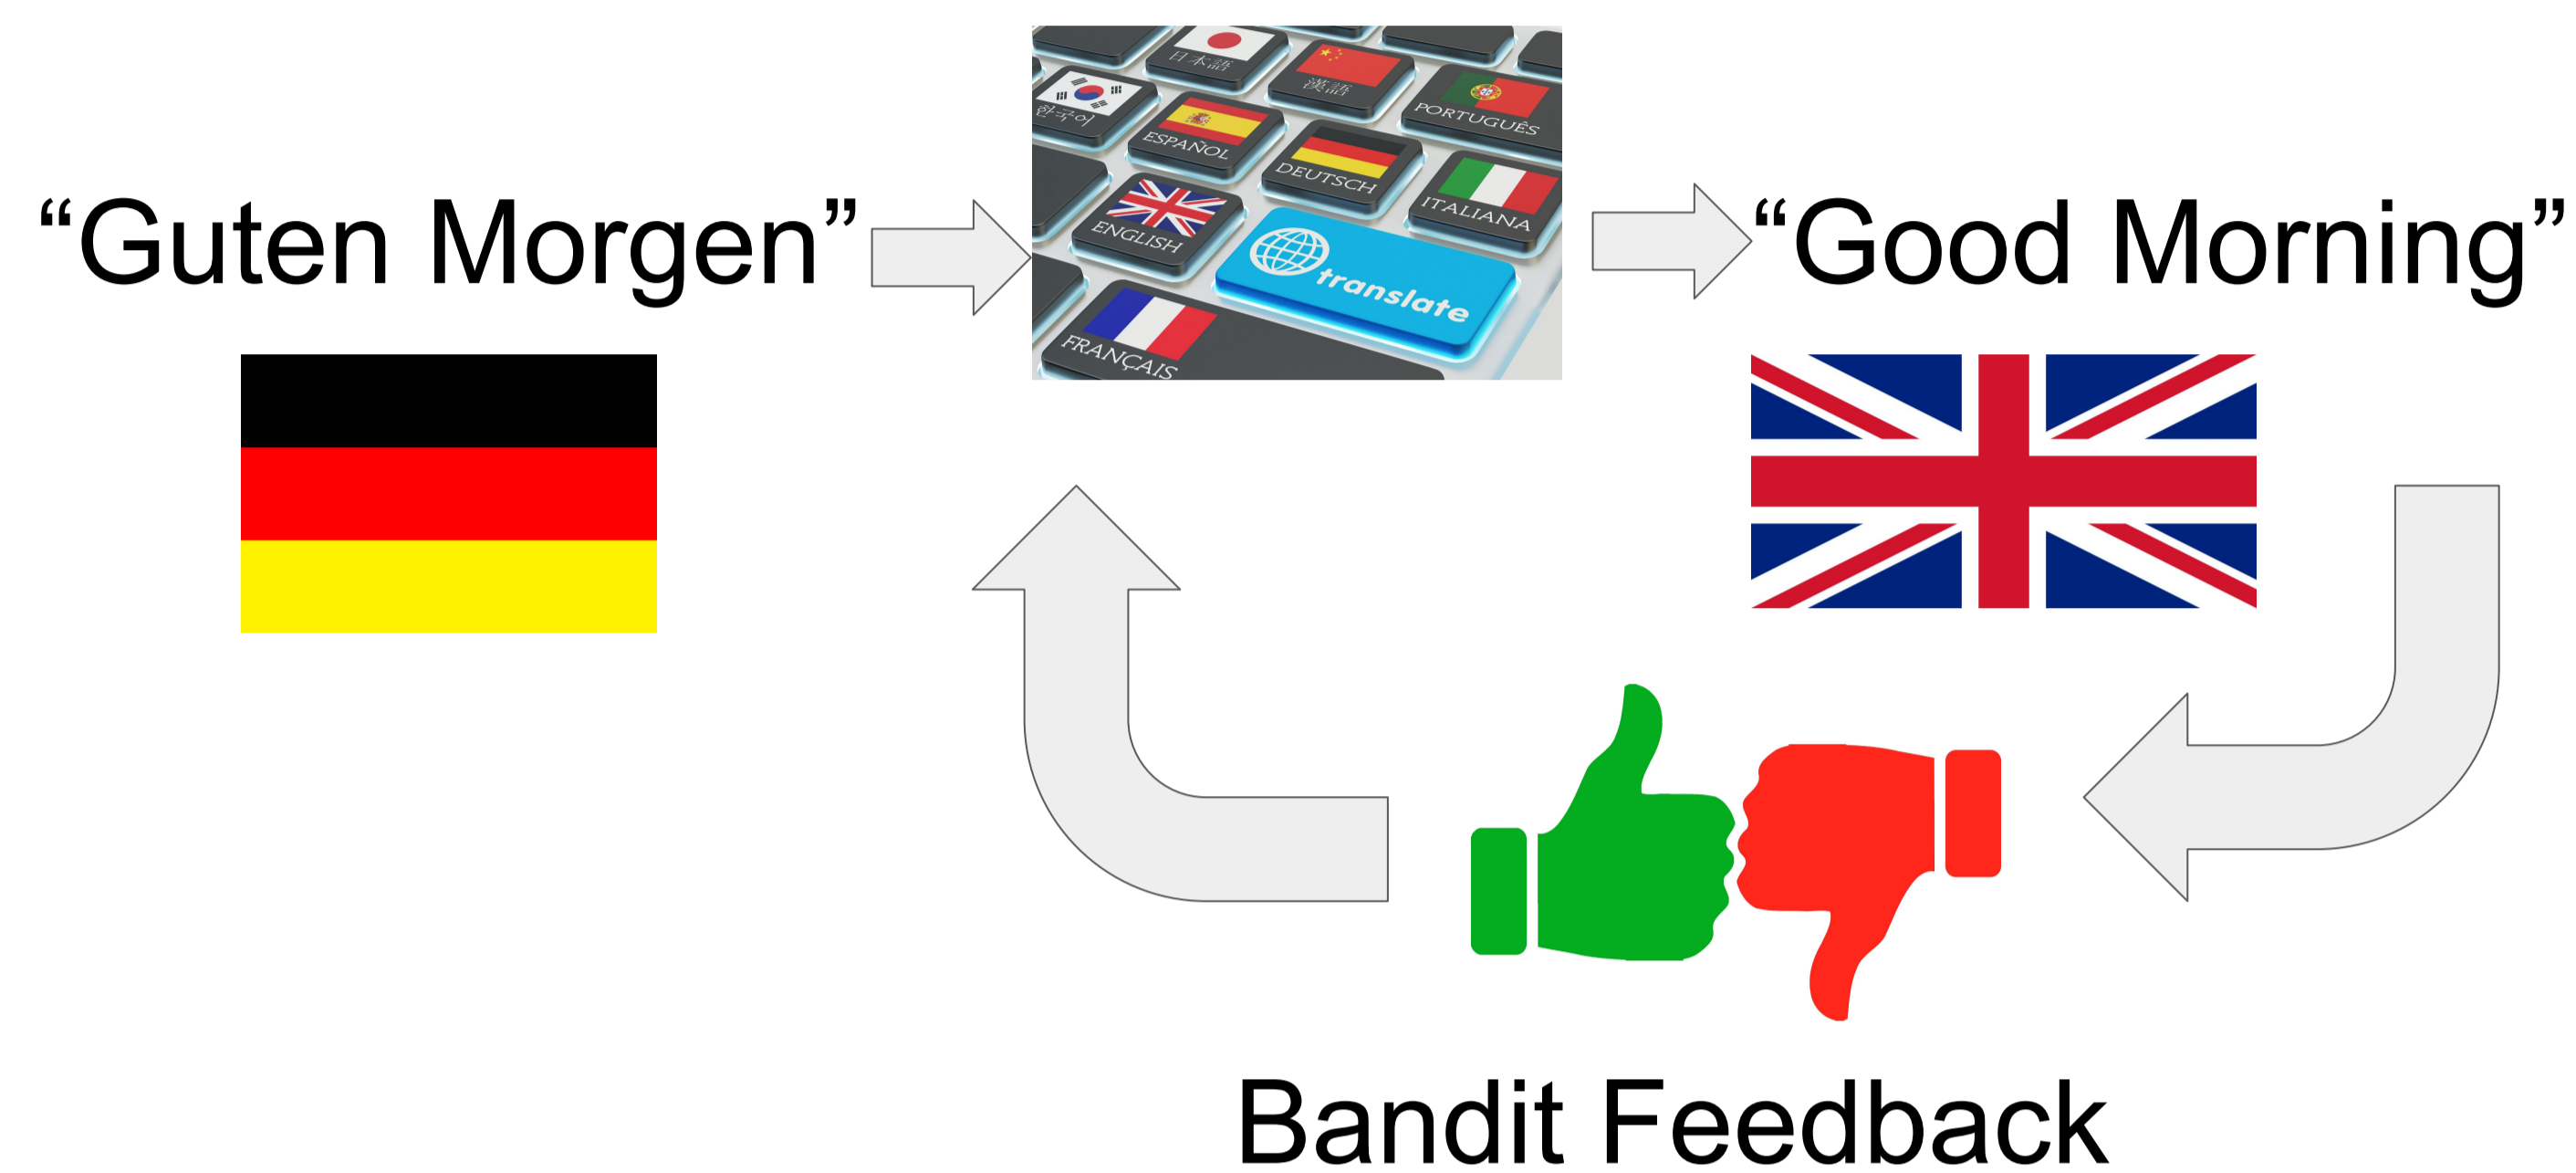 “Guten Morgen”
日本語
漢語
한국어
PORTUGUÊS
ESPAÑOL
DEUTSCH
ITALIANA
ENGLISH
translate
FRANÇAIS
“Good Morning”
Bandit Feedback